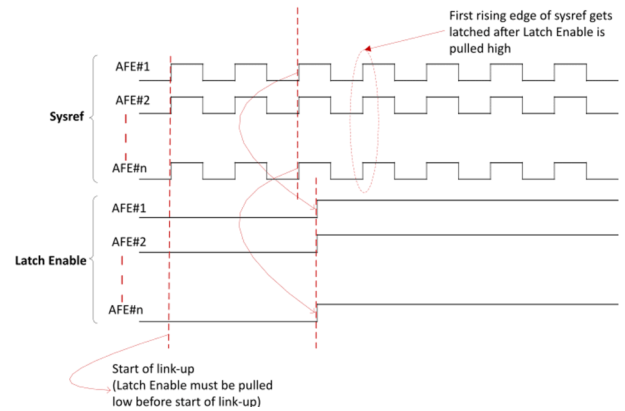 First rising edge of sysref gets
latched after Latch Enable is
pulled high
AFE#1
AFE#2
Sysref
AFE#n
AFE#1
AFE#2
Latch Enable
AFE#n
Start of link-up
(Latch Enable must be pulled
low before start of link-up)